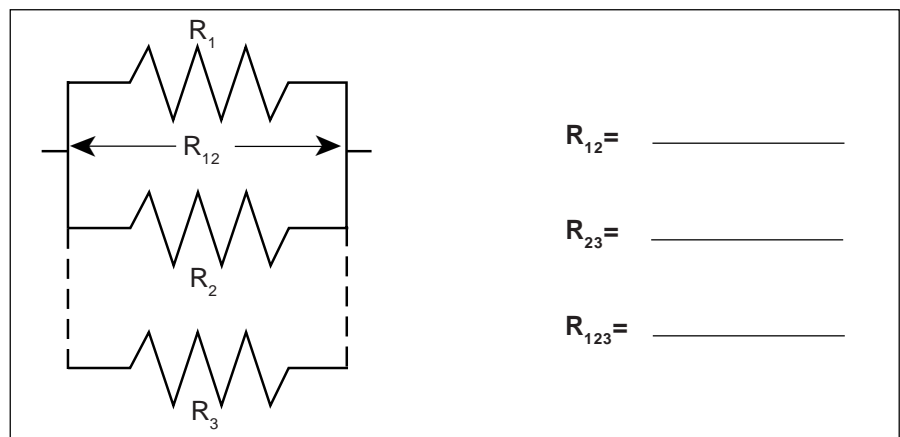 R₁
R₁₂
R₂
R₃
R₁₂=
R₂₃=
R₁₂₃=